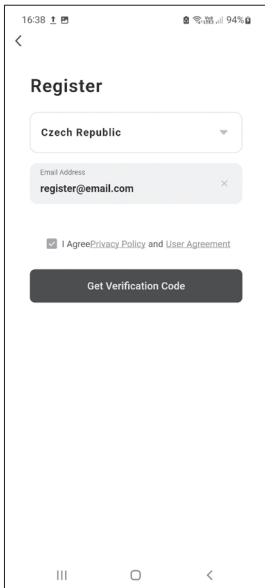 16:38 94%
Register
Czech Republic
Email Address
register@email.com
I AgreePrivacy Policy and User Agreement
Get Verification Code